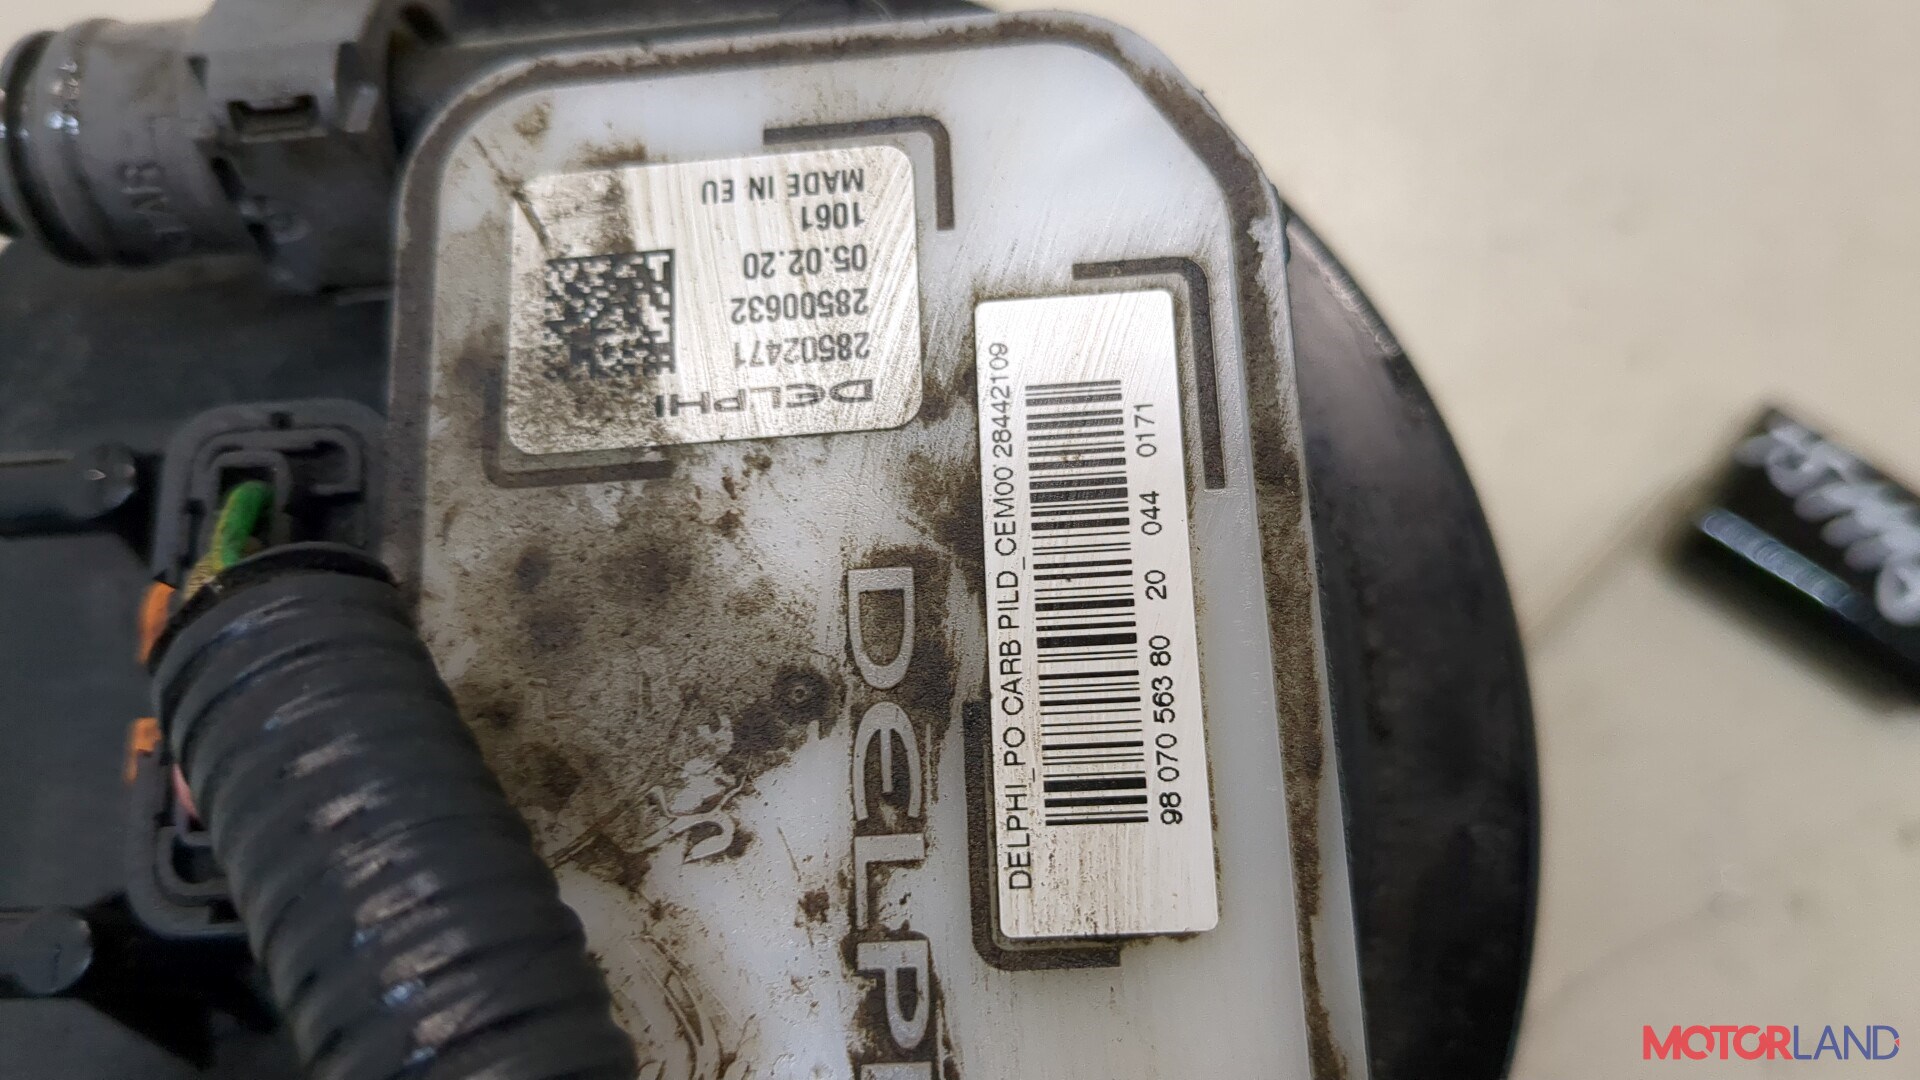 DELPHI
28502471
28500632
05.02.20
1061
MADE IN EU
DELPHI_PO CARB PILD_CEM00 28442109
98 070 563 80 20 044 0171
DELPH
MOTORLAND